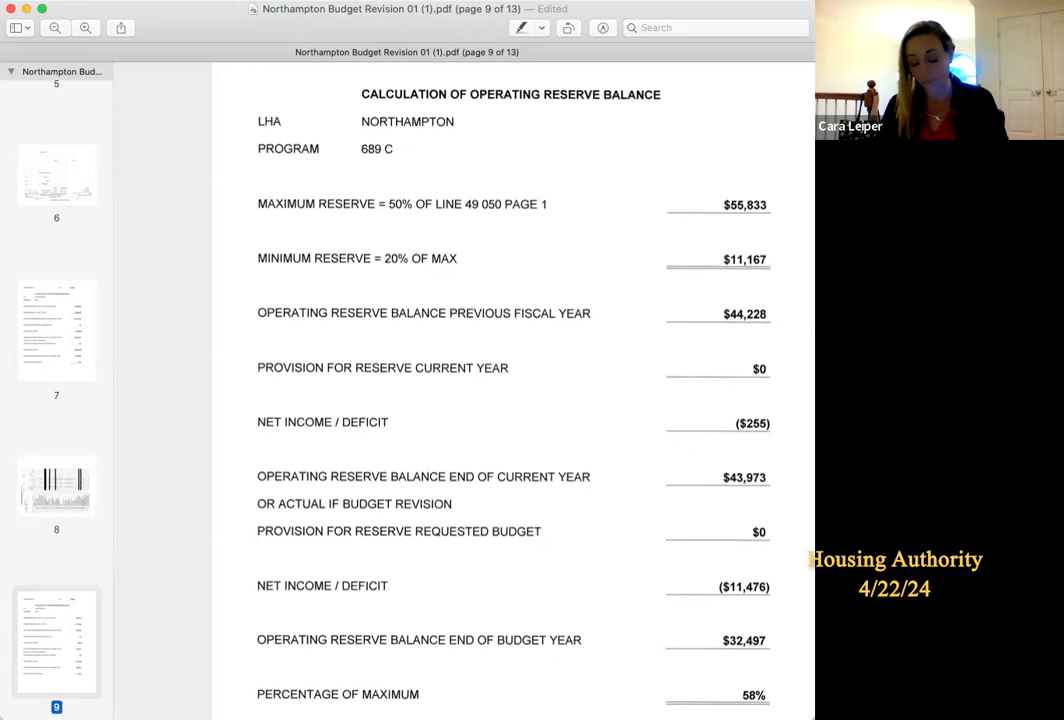 Northampton Budget Revision 01 (1).pdf (page 9 of 13) — Edited
Search
Northampton Budget Revision 01 (1).pdf (page 9 of 13)
Northampton Bud...
5
6
7
8
9
CALCULATION OF OPERATING RESERVE BALANCE
LHA NORTHAMPTON
PROGRAM 689 C
MAXIMUM RESERVE = 50% OF LINE 49 050 PAGE 1 $55,833
MINIMUM RESERVE = 20% OF MAX $11,167
OPERATING RESERVE BALANCE PREVIOUS FISCAL YEAR $44,228
PROVISION FOR RESERVE CURRENT YEAR $0
NET INCOME / DEFICIT ($255)
OPERATING RESERVE BALANCE END OF CURRENT YEAR $43,973
OR ACTUAL IF BUDGET REVISION
PROVISION FOR RESERVE REQUESTED BUDGET $0
NET INCOME / DEFICIT ($11,476)
OPERATING RESERVE BALANCE END OF BUDGET YEAR $32,497
PERCENTAGE OF MAXIMUM 58%
Cara Leiper
Housing Authority
4/22/24